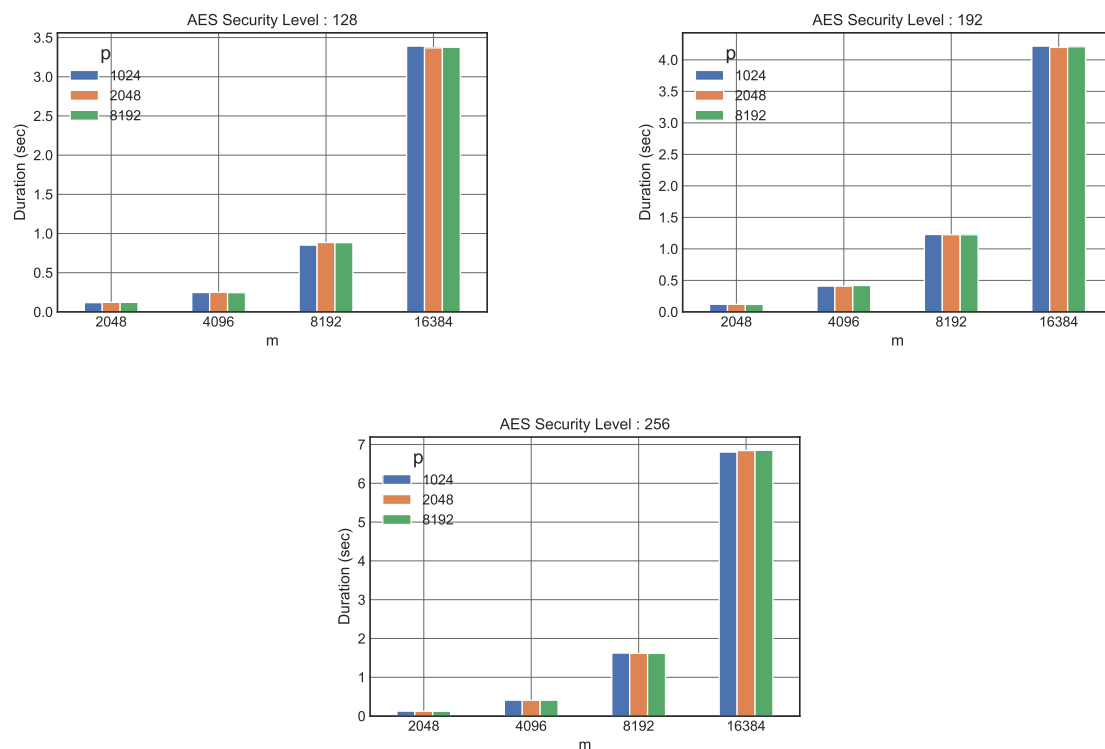 AES Security Level : 128
3.5
3.0
2.5
2.0
1.5
1.0
0.5
0.0
Duration (sec)
p
1024
2048
8192
2048 4096 8192 16384
m
AES Security Level : 192
4.0
3.5
3.0
2.5
2.0
1.5
1.0
0.5
0.0
Duration (sec)
p
1024
2048
8192
2048 4096 8192 16384
m
AES Security Level : 256
7
6
5
4
3
2
1
0
Duration (sec)
p
1024
2048
8192
2048 4096 8192 16384
m